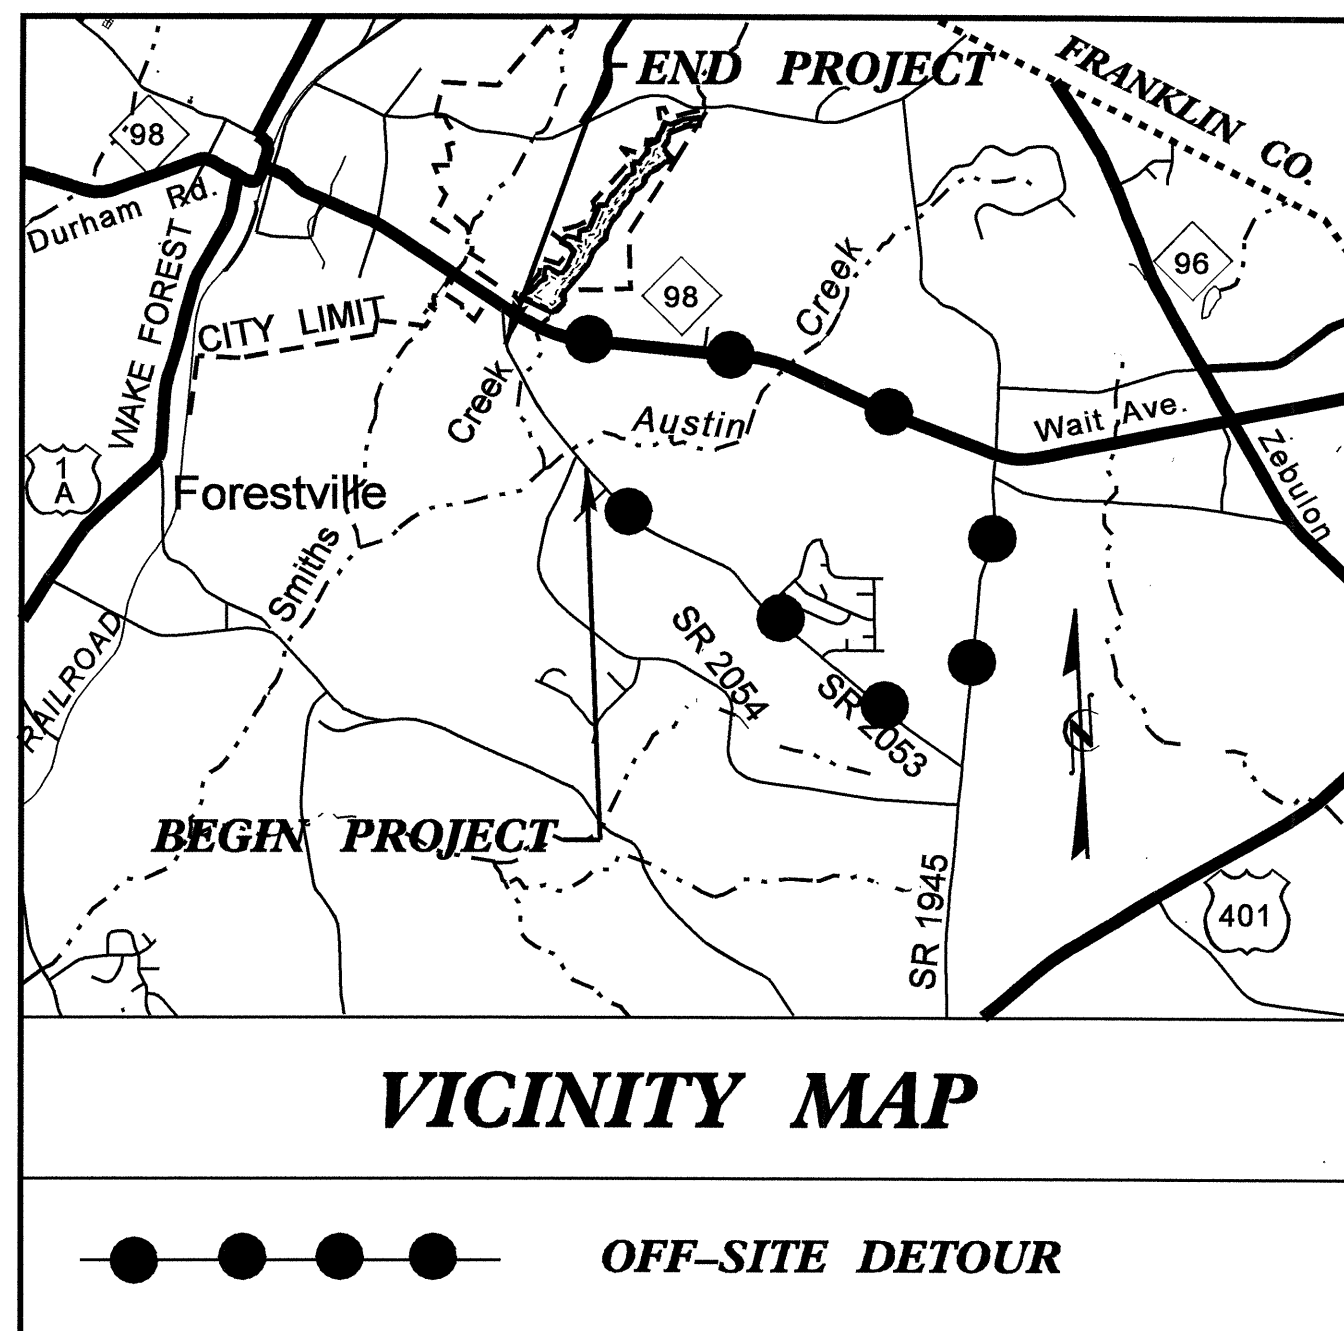 END PROJECT
FRANKLIN CO.
98
Durham Rd.
WAKE FOREST
96
98
Creek
CITY LIMIT
Creek
Austin
Wait Ave.
Zebulon
1
A
Forestville
Smiths
RAILROAD
SR 2054
SR 2053
N
BEGIN PROJECT
SR 1945
401
VICINITY MAP
OFF-SITE DETOUR